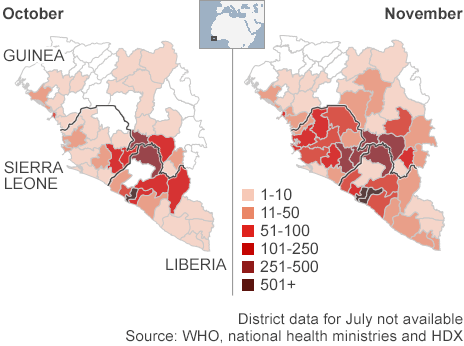 October
November
GUINEA
SIERRA
LEONE
LIBERIA
1-10
11-50
51-100
101-250
251-500
501+
District data for July not available
Source: WHO, national health ministries and HDX